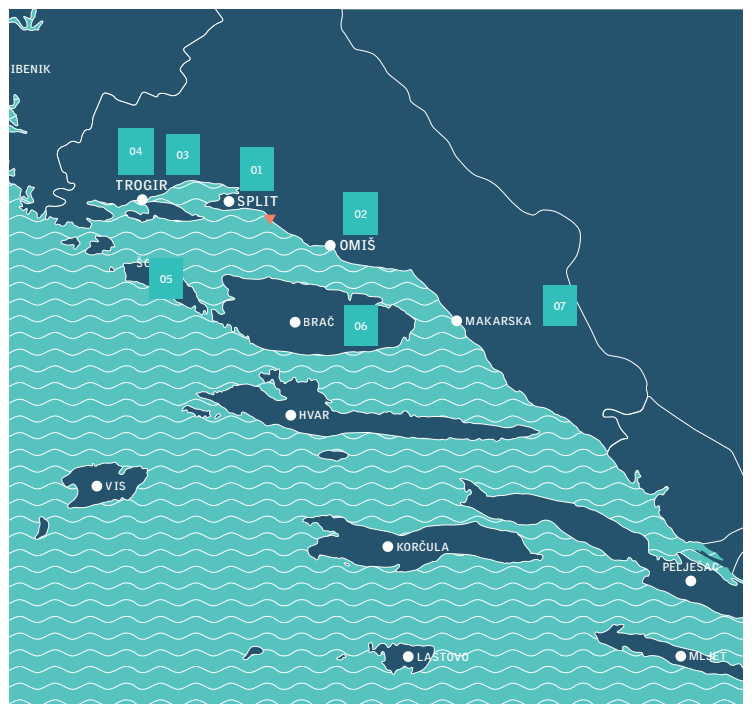 IBENIK
04
03
01
TROGIR
SPLIT
02
OMIŠ
05
07
MAKARSKA
BRAČ
06
HVAR
VIS
KORČULA
PELJEŠAC
LASTOVO
MLJET